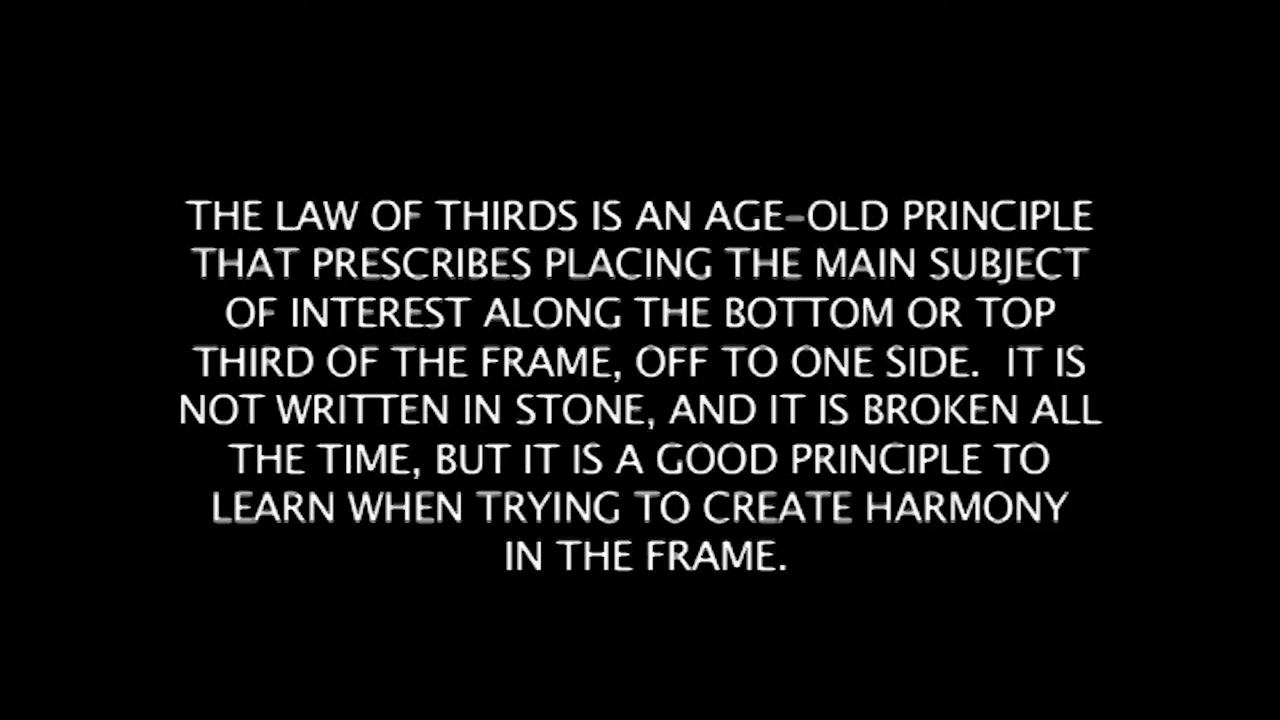 THE LAW OF THIRDS IS AN AGE-OLD PRINCIPLE
THAT PRESCRIBES PLACING THE MAIN SUBJECT
OF INTEREST ALONG THE BOTTOM OR TOP
THIRD OF THE FRAME, OFF TO ONE SIDE.  IT IS
NOT WRITTEN IN STONE, AND IT IS BROKEN ALL
THE TIME, BUT IT IS A GOOD PRINCIPLE TO
LEARN WHEN TRYING TO CREATE HARMONY
IN THE FRAME.